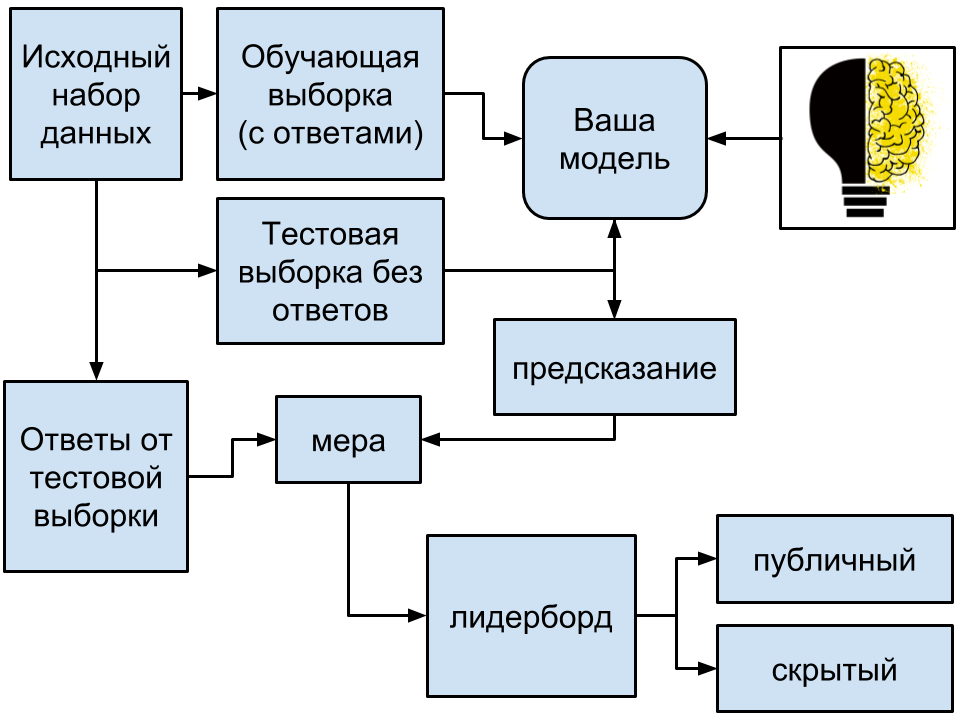 Исходный
набор
данных
Обучающая
выборка
(с ответами)
Ваша
модель
Тестовая
выборка без
ответов
предсказание
Ответы от
тестовой
выборки
мера
лидерборд
публичный
скрытый